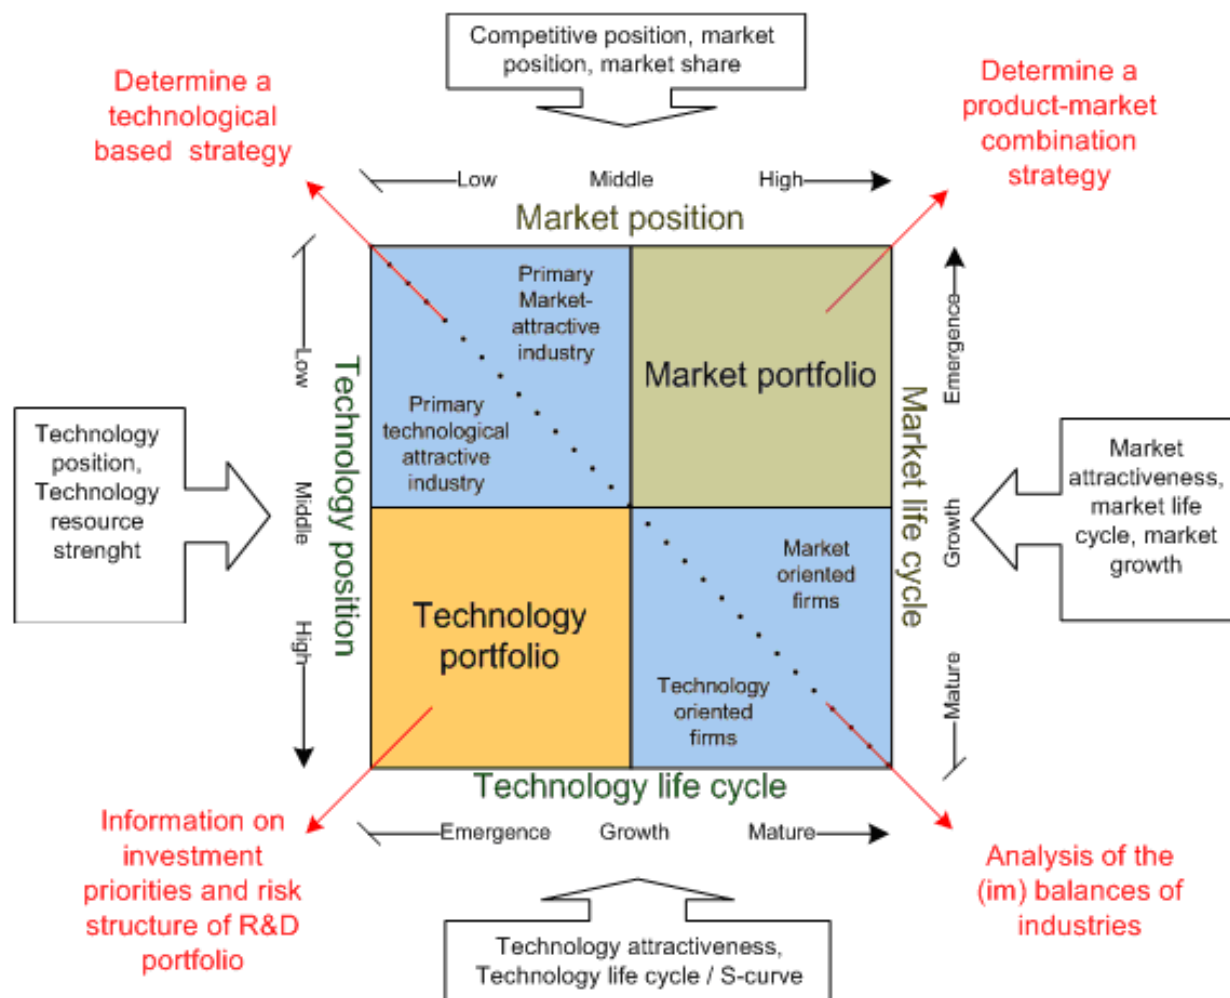 Competitive position, market
position, market share
Determine a
technological
based strategy
Determine a
product-market
combination
strategy
Low
Middle
High
Market position
Low
Middle
High
Technology position
Primary
Market-
attractive
industry
Primary
technological
attractive
industry
Market portfolio
Market life cycle
Emergence
Growth
Mature
Technology
position,
Technology
resource
strenght
Market
attractiveness,
market life
cycle, market
growth
Technology
portfolio
Market
oriented
firms
Technology
oriented
firms
Technology life cycle
Emergence
Growth
Mature
Information on
investment
priorities and risk
structure of R&D
portfolio
Analysis of the
(im) balances of
industries
Technology attractiveness,
Technology life cycle / S-curve